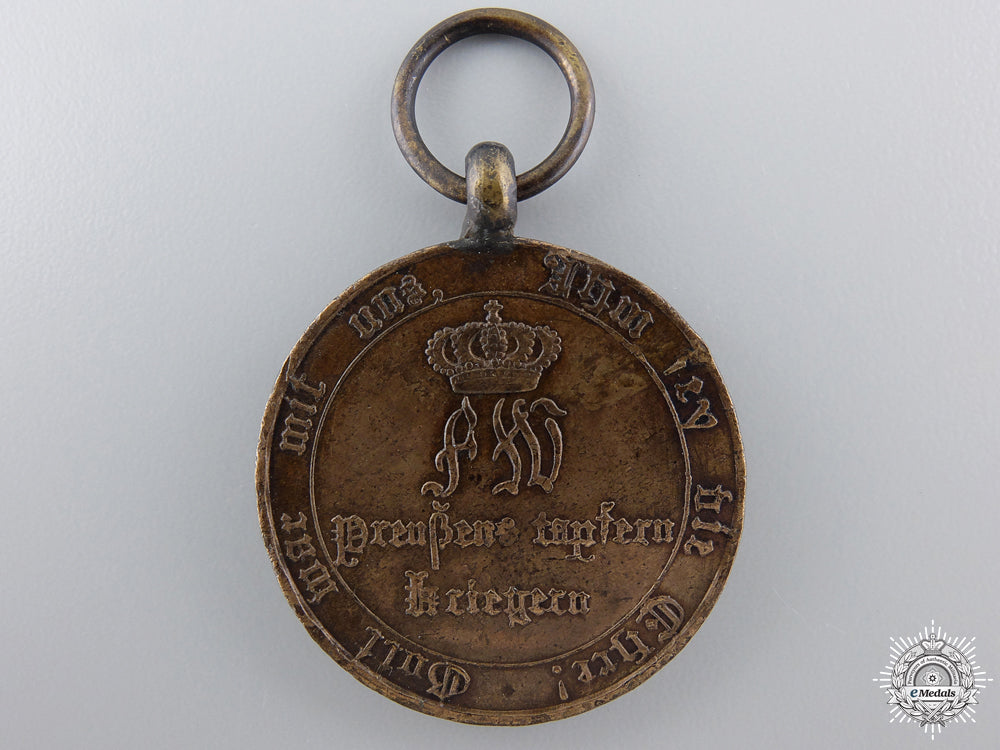 FW
Preußens tapfern
Kriegern
Gott war mit uns, Ihm sey die Ehre!
eMedals